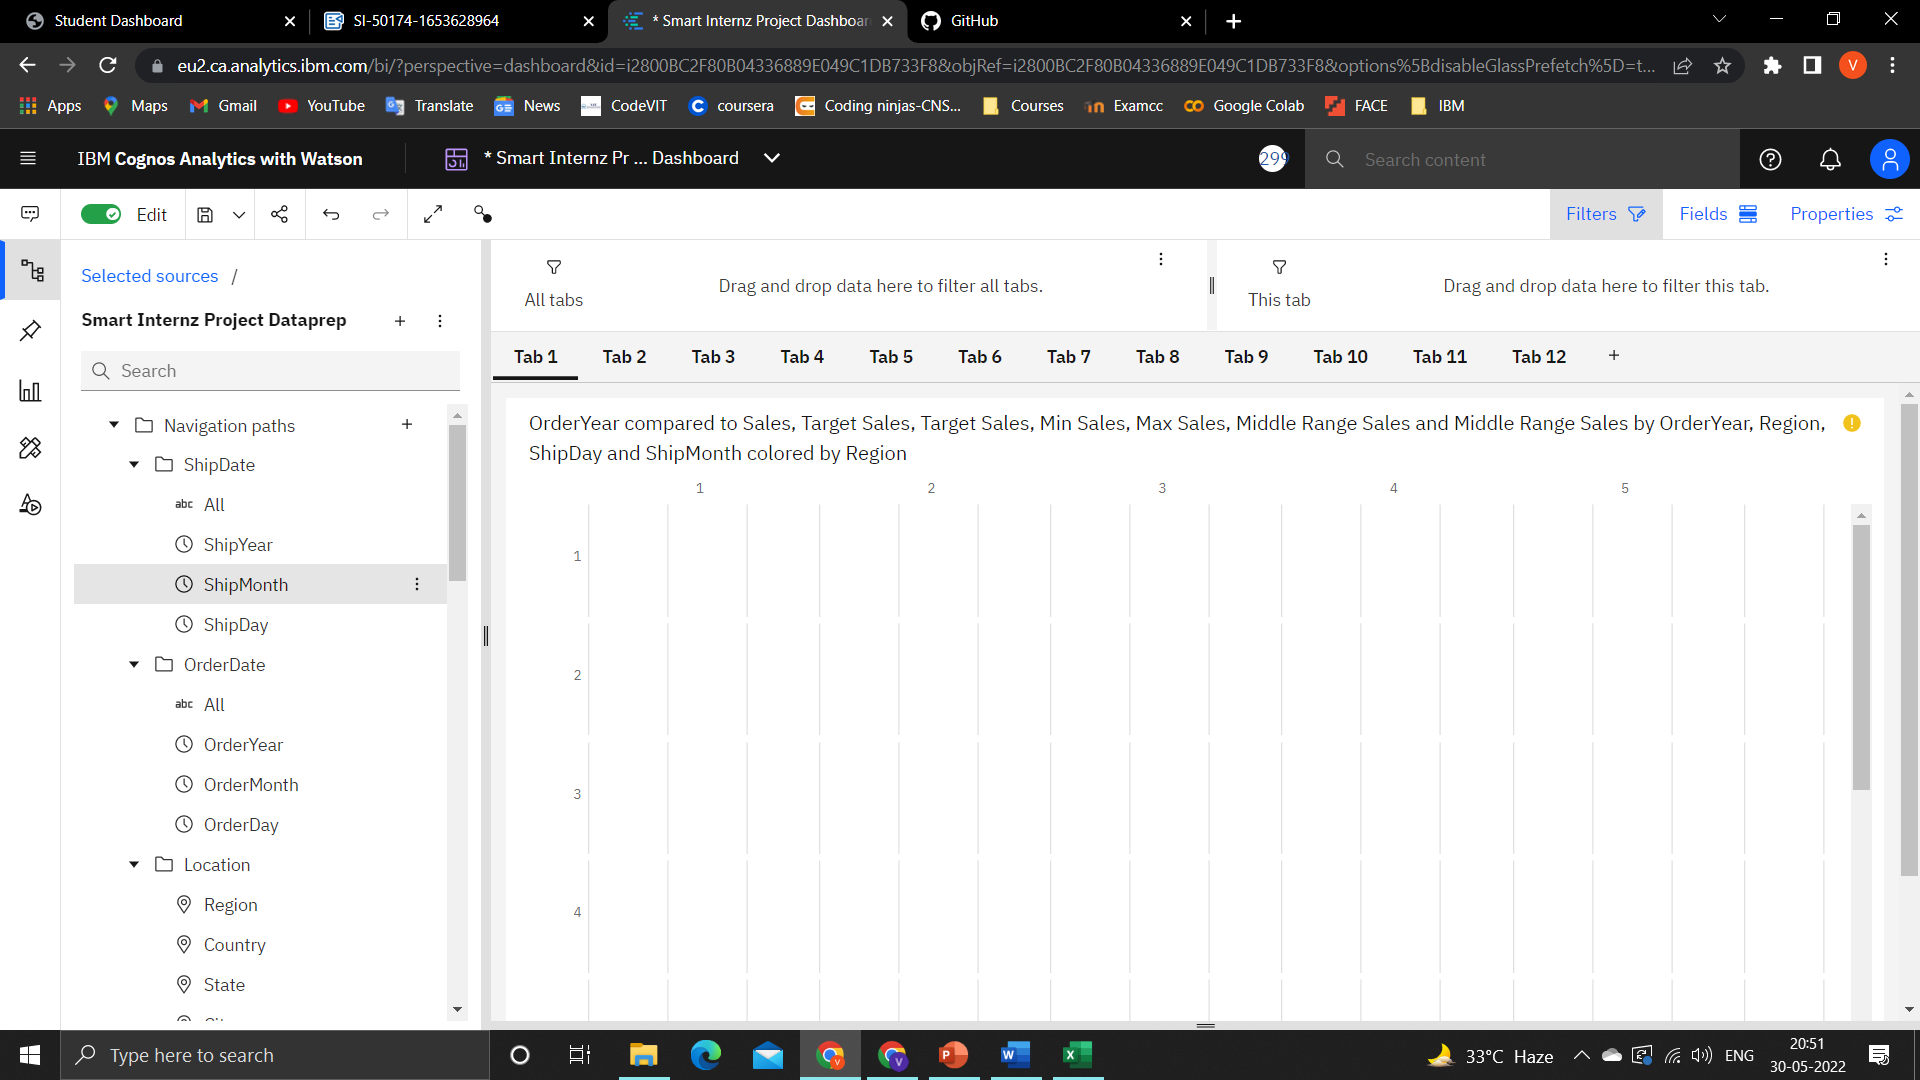 Student Dashboard
SI-50174-1653628964
* Smart Internz Project Dashboar
GitHub
eu2.ca.analytics.ibm.com/bi/?perspective=dashboard&id=i2800BC2F80B04336889E049C1DB733F8&objRef=i2800BC2F80B04336889E049C1DB733F8&options%5BdisableGlassPrefetch%5D=t...
V
Apps Maps Gmail YouTube Translate News CodeVIT coursera Coding ninjas-CNS... Courses Examcc Google Colab FACE IBM
IBM Cognos Analytics with Watson
* Smart Internz Pr ... Dashboard
299
Search content
Edit
Filters
Fields
Properties
Selected sources /
Smart Internz Project Dataprep
Search
Navigation paths
ShipDate
abc All
ShipYear
ShipMonth
ShipDay
OrderDate
abc All
OrderYear
OrderMonth
OrderDay
Location
Region
Country
State
All tabs
Drag and drop data here to filter all tabs.
This tab
Drag and drop data here to filter this tab.
Tab 1 Tab 2 Tab 3 Tab 4 Tab 5 Tab 6 Tab 7 Tab 8 Tab 9 Tab 10 Tab 11 Tab 12 +
OrderYear compared to Sales, Target Sales, Target Sales, Min Sales, Max Sales, Middle Range Sales and Middle Range Sales by OrderYear, Region,
ShipDay and ShipMonth colored by Region
1 2 3 4 5
1
2
3
4
Type here to search
33°C Haze
ENG
20:51
30-05-2022